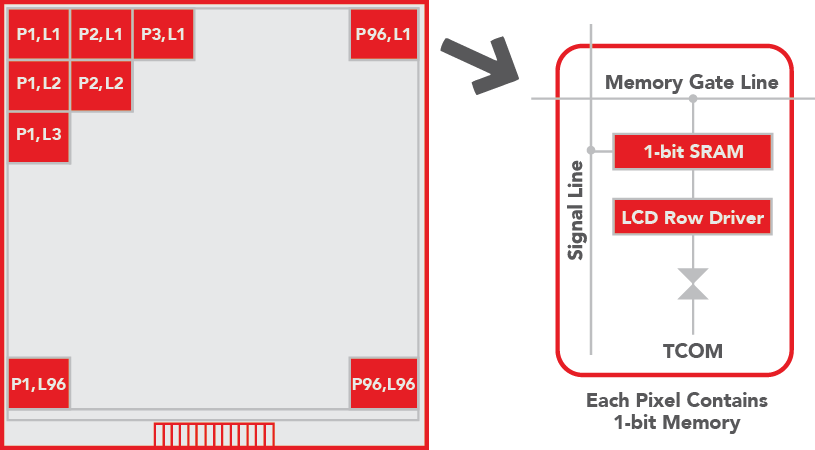 P1,L1
P2,L1
P3,L1
P96,L1
P1,L2
P2,L2
P1,L3
P1,L96
P96,L96
Memory Gate Line
1-bit SRAM
Signal Line
LCD Row Driver
TCOM
Each Pixel Contains
1-bit Memory